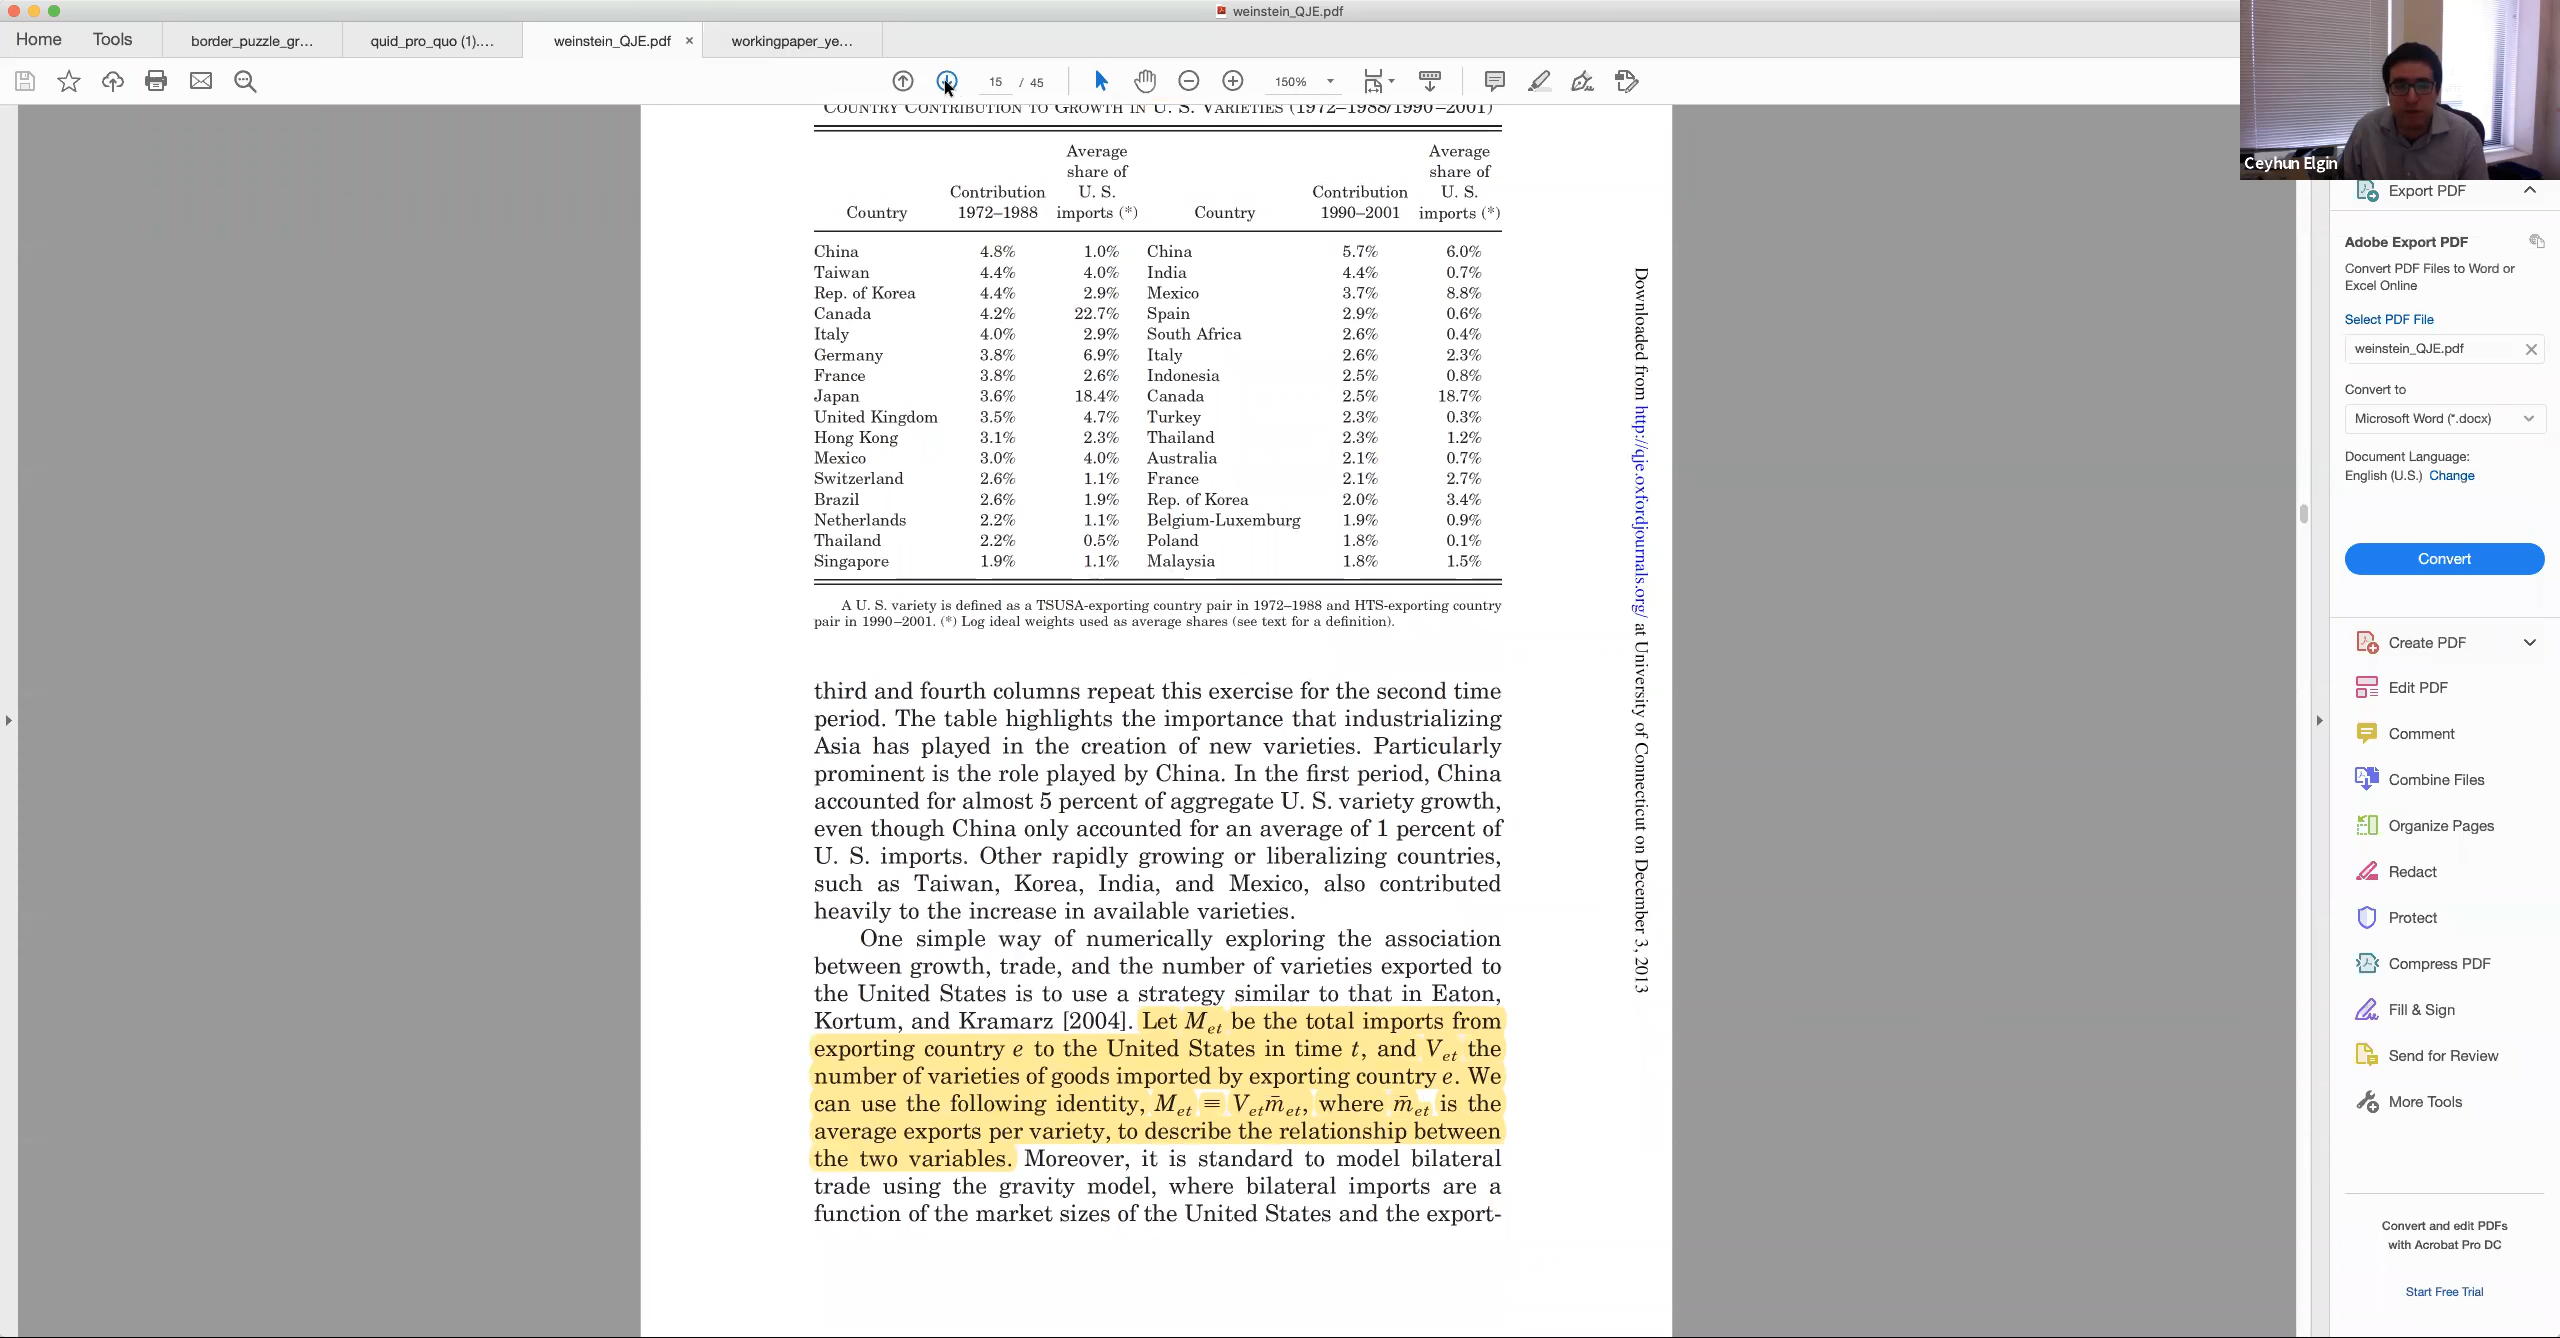 weinstein_QJE.pdf
Home Tools border_puzzle_gr... quid_pro_quo (1).... weinstein_QJE.pdf × workingpaper_ye...
15 / 45 150%
Ceyhun Elgin
COUNTRY CONTRIBUTION TO GROWTH IN U. S. VARIETIES (1972–1988/1990–2001)
Average Average
share of share of
Contribution U. S. Contribution U. S.
Country 1972–1988 imports (*) Country 1990–2001 imports (*)
China 4.8% 1.0% China 5.7% 6.0%
Taiwan 4.4% 4.0% India 4.4% 0.7%
Rep. of Korea 4.4% 2.9% Mexico 3.7% 8.8%
Canada 4.2% 22.7% Spain 2.9% 0.6%
Italy 4.0% 2.9% South Africa 2.6% 0.4%
Germany 3.8% 6.9% Italy 2.6% 2.3%
France 3.8% 2.6% Indonesia 2.5% 0.8%
Japan 3.6% 18.4% Canada 2.5% 18.7%
United Kingdom 3.5% 4.7% Turkey 2.3% 0.3%
Hong Kong 3.1% 2.3% Thailand 2.3% 1.2%
Mexico 3.0% 4.0% Australia 2.1% 0.7%
Switzerland 2.6% 1.1% France 2.1% 2.7%
Brazil 2.6% 1.9% Rep. of Korea 2.0% 3.4%
Netherlands 2.2% 1.1% Belgium-Luxemburg 1.9% 0.9%
Thailand 2.2% 0.5% Poland 1.8% 0.1%
Singapore 1.9% 1.1% Malaysia 1.8% 1.5%
A U. S. variety is defined as a TSUSA-exporting country pair in 1972–1988 and HTS-exporting country
pair in 1990–2001. (*) Log ideal weights used as average shares (see text for a definition).
third and fourth columns repeat this exercise for the second time
period. The table highlights the importance that industrializing
Asia has played in the creation of new varieties. Particularly
prominent is the role played by China. In the first period, China
accounted for almost 5 percent of aggregate U. S. variety growth,
even though China only accounted for an average of 1 percent of
U. S. imports. Other rapidly growing or liberalizing countries,
such as Taiwan, Korea, India, and Mexico, also contributed
heavily to the increase in available varieties.
One simple way of numerically exploring the association
between growth, trade, and the number of varieties exported to
the United States is to use a strategy similar to that in Eaton,
Kortum, and Kramarz [2004]. Let M_et be the total imports from
exporting country e to the United States in time t, and V_et the
number of varieties of goods imported by exporting country e. We
can use the following identity, M_et ≡ V_et m̄_et, where m̄_et is the
average exports per variety, to describe the relationship between
the two variables. Moreover, it is standard to model bilateral
trade using the gravity model, where bilateral imports are a
function of the market sizes of the United States and the export-
Downloaded from http://qje.oxfordjournals.org/ at University of Connecticut on December 3, 2013
Export PDF
Adobe Export PDF
Convert PDF Files to Word or
Excel Online
Select PDF File
weinstein_QJE.pdf
Convert to
Microsoft Word (*.docx)
Document Language:
English (U.S.) Change
Convert
Create PDF
Edit PDF
Comment
Combine Files
Organize Pages
Redact
Protect
Compress PDF
Fill & Sign
Send for Review
More Tools
Convert and edit PDFs
with Acrobat Pro DC
Start Free Trial